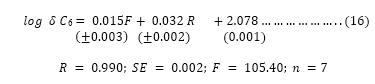 log δ C6= 0.015F + 0.032 R + 2.078 ………………..(16)
(±0.003) (±0.002) (0.001)
R = 0.990; SE = 0.002; F = 105.40; n = 7